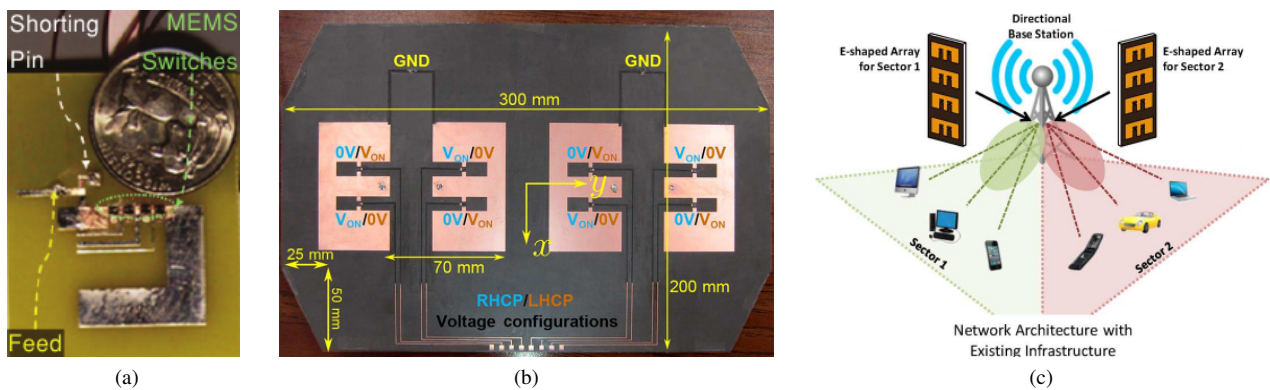 Shorting
Pin
MEMS
Switches
Feed
(a)
GND
GND
300 mm
0V/VON
VON/0V
0V/VON
VON/0V
VON/0V
0V/VON
VON/0V
0V/VON
y
x
25 mm
70 mm
50 mm
200 mm
RHCP/LHCP
Voltage configurations
(b)
Directional
Base Station
E-shaped Array
for Sector 1
E-shaped Array
for Sector 2
Sector 1
Sector 2
Network Architecture with
Existing Infrastructure
(c)